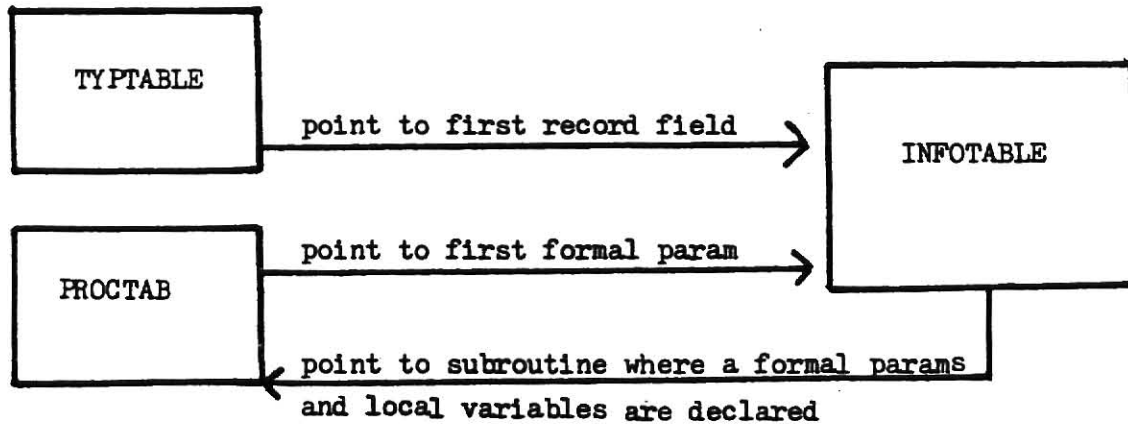 TYPTABLE
point to first record field
INFOTABLE
point to first formal param
PROCTAB
point to subroutine where a formal params
and local variables are declared